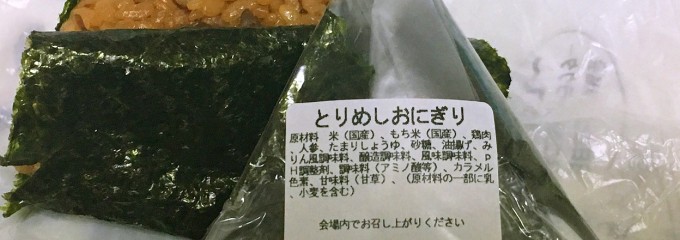 とりめしおにぎり
原材料 米（国産）、もち米（国産）、鶏肉
、人参、たまりしょうゆ、砂糖、油揚げ、み
りん風調味料、醸造調味料、風味調味料、ｐ
Ｈ調整剤、調味料（アミノ酸等）、カラメル
色素、甘味料（甘草）、（原材料の一部に乳
、小麦を含む）
会場内でお召し上がりください